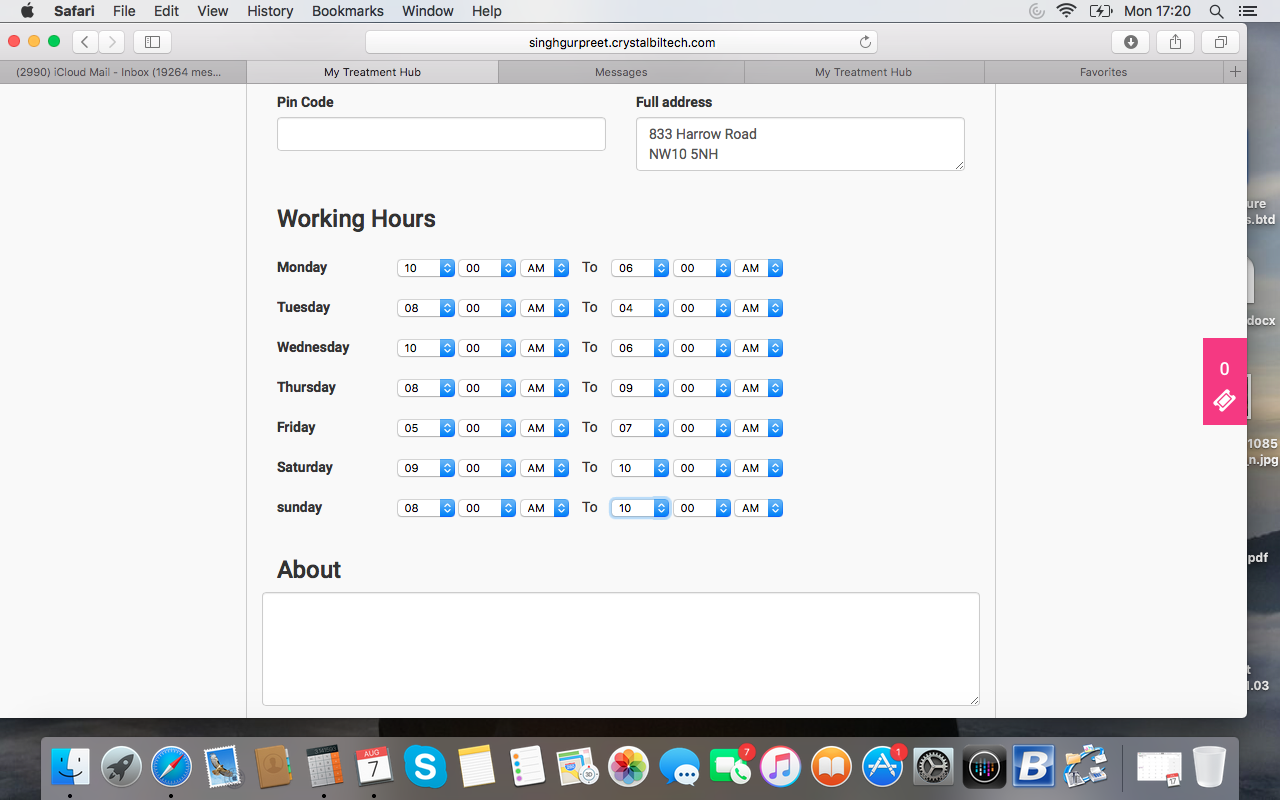 Safari File Edit View History Bookmarks Window Help Mon 17:20
singhgurpreet.crystalbiltech.com
(2990) iCloud Mail - Inbox (19264 mes... My Treatment Hub Messages My Treatment Hub Favorites +
Pin Code Full address
833 Harrow Road
NW10 5NH
ure
s.btd
Working Hours
Monday 10 00 AM To 06 00 AM
Tuesday 08 00 AM To 04 00 AM
docx
Wednesday 10 00 AM To 06 00 AM
0
Thursday 08 00 AM To 09 00 AM
Friday 05 00 AM To 07 00 AM
1085
_n.jpg
Saturday 09 00 AM To 10 00 AM
sunday 08 00 AM To 10 00 AM
pdf
About
t
1.03
AUG
7
S
30
7
1
B
17